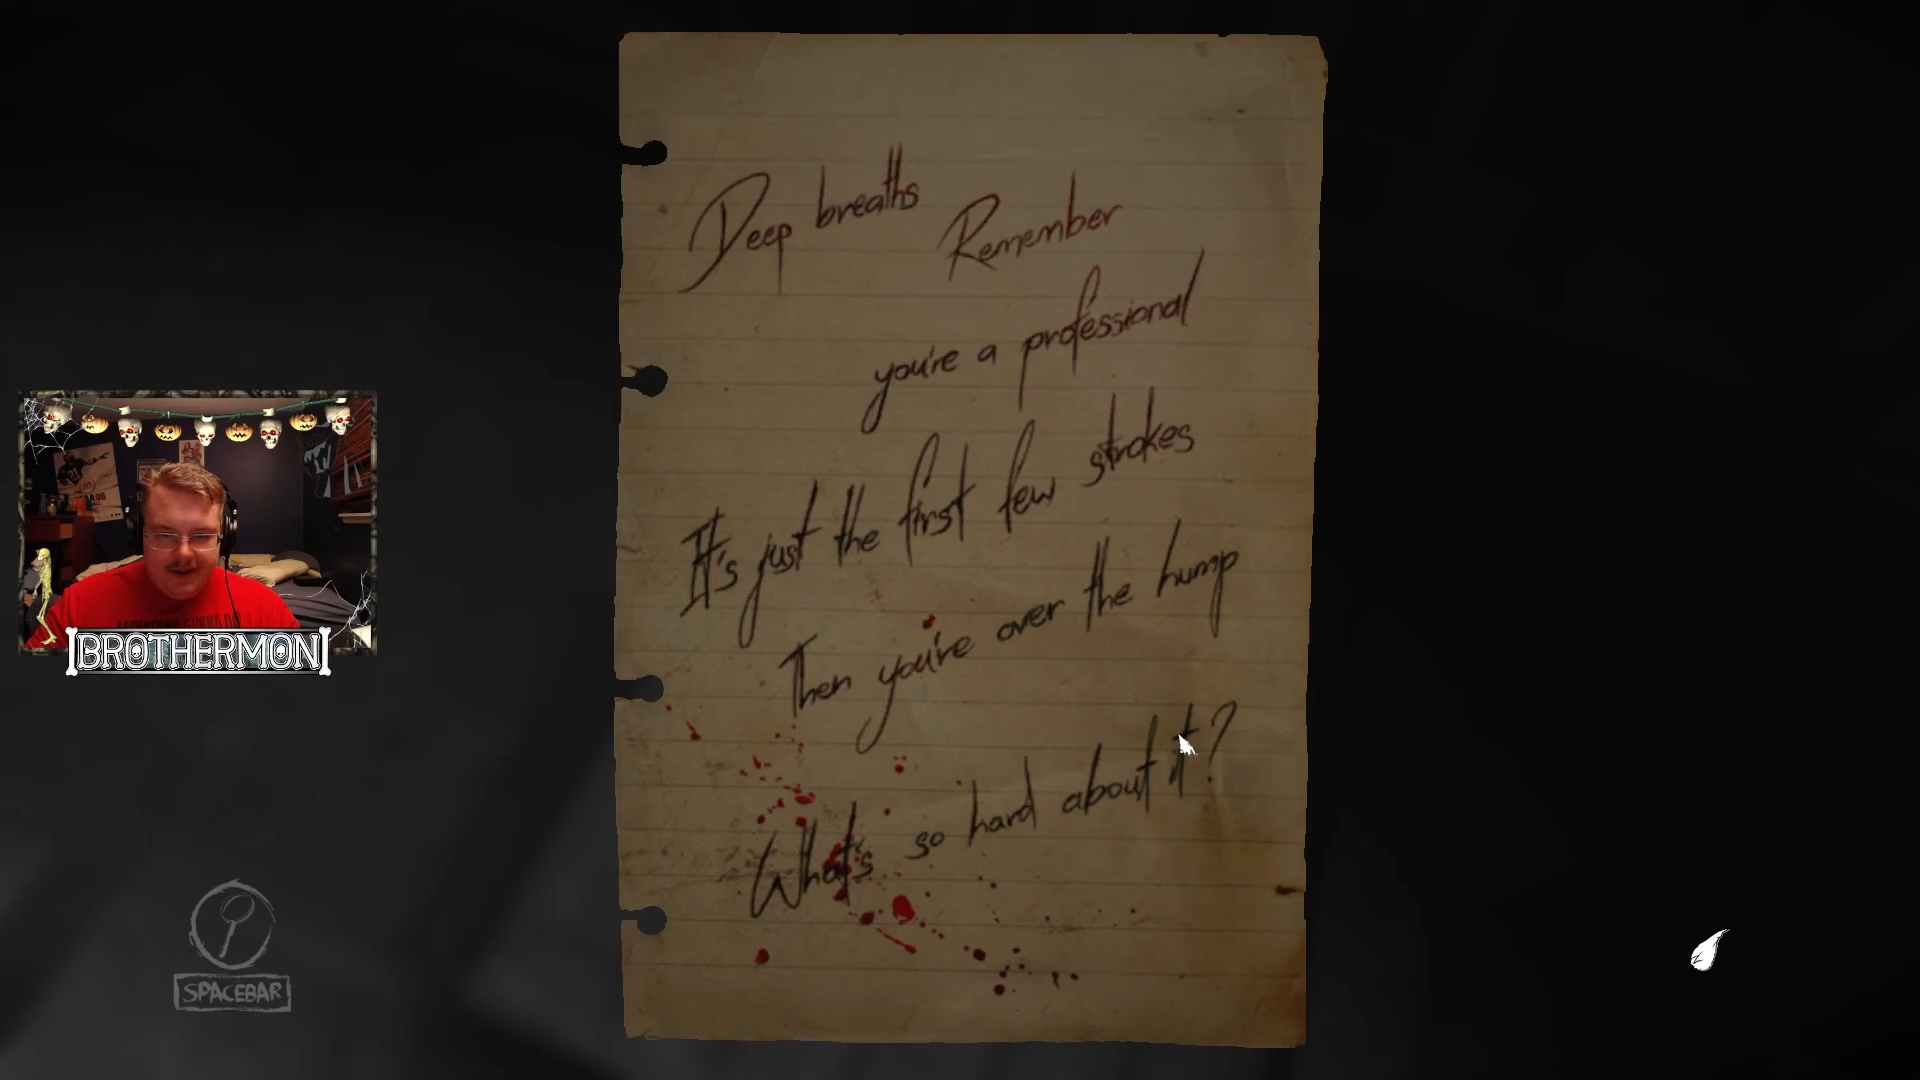 Deep breaths
Remember
you're a professional
It's just the first few strokes
Then you're over the hump
What's so hard about it?
BROTHERMON
SPACEBAR